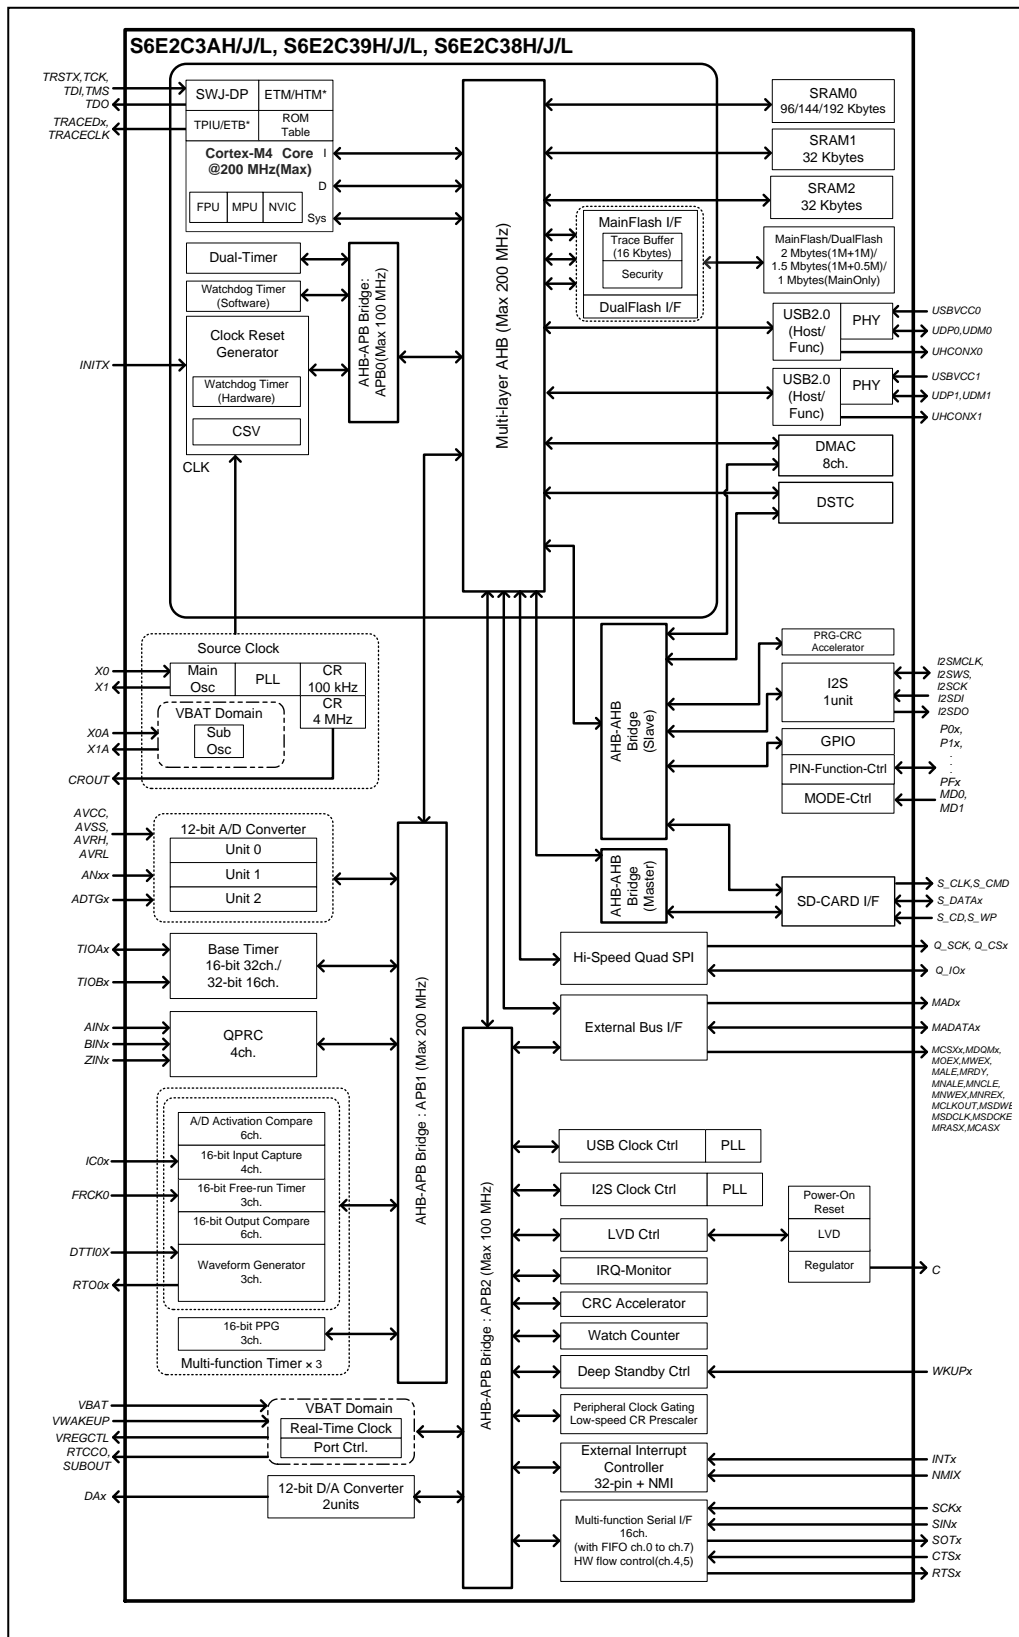 S6E2C3AH/J/L, S6E2C39H/J/L, S6E2C38H/J/L
TRSTX,TCK,
TDI,TMS
TDO
TRACEDx,
TRACECLK
SWJ-DP
ETM/HTM*
TPIU/ETB*
ROM
Table
Cortex-M4 Core
@200 MHz(Max)
I
D
Sys
FPU
MPU
NVIC
Dual-Timer
Watchdog Timer
(Software)
Clock Reset
Generator
Watchdog Timer
(Hardware)
CSV
CLK
INITX
AHB-APB Bridge:
APB0(Max 100 MHz)
Multi-layer AHB (Max 200 MHz)
SRAM0
96/144/192 Kbytes
SRAM1
32 Kbytes
SRAM2
32 Kbytes
MainFlash I/F
Trace Buffer
(16 Kbytes)
Security
DualFlash I/F
MainFlash/DualFlash
2 Mbytes(1M+1M)/
1.5 Mbytes(1M+0.5M)/
1 Mbytes(MainOnly)
USB2.0
(Host/
Func)
PHY
USBVCC0
UDP0,UDM0
UHCONX0
USB2.0
(Host/
Func)
PHY
USBVCC1
UDP1,UDM1
UHCONX1
DMAC
8ch.
DSTC
Source Clock
X0
X1
Main
Osc
PLL
CR
100 kHz
CR
4 MHz
VBAT Domain
Sub
Osc
X0A
X1A
CROUT
AHB-AHB
Bridge
(Slave)
PRG-CRC
Accelerator
I2S
1unit
I2SMCLK,
I2SWS,
I2SCK
I2SDI
I2SDO
GPIO
PIN-Function-Ctrl
MODE-Ctrl
P0x,
P1x,
.
.
PFx
MD0,
MD1
AVCC,
AVSS,
AVRH,
AVRL
ANxx
ADTGx
12-bit A/D Converter
Unit 0
Unit 1
Unit 2
AHB-AHB
Bridge
(Master)
SD-CARD I/F
S_CLK,S_CMD
S_DATAx
S_CD,S_WP
TIOAx
TIOBx
Base Timer
16-bit 32ch./
32-bit 16ch.
Hi-Speed Quad SPI
Q_SCK, Q_CSx
Q_IOx
AINx
BINx
ZINx
QPRC
4ch.
AHB-APB Bridge : APB1 (Max 200 MHz)
External Bus I/F
MADx
MADATAx
MCSXx,MDQMx,
MOEX,MWEX,
MALE,MRDY,
MNALE,MNCLE,
MNWEX,MNREX,
MCLKOUT,MSDWE
MSDCLK,MSDCKE
MRASX,MCASX
A/D Activation Compare
6ch.
16-bit Input Capture
4ch.
16-bit Free-run Timer
3ch.
16-bit Output Compare
6ch.
Waveform Generator
3ch.
16-bit PPG
3ch.
Multi-function Timer x 3
IC0x
FRCK0
DTTI0X
RTO0x
AHB-APB Bridge : APB2 (Max 100 MHz)
USB Clock Ctrl
PLL
I2S Clock Ctrl
PLL
LVD Ctrl
Power-On
Reset
LVD
Regulator
C
IRQ-Monitor
CRC Accelerator
Watch Counter
Deep Standby Ctrl
WKUPx
Peripheral Clock Gating
Low-speed CR Prescaler
VBAT
VWAKEUP
VREGCTL
RTCCO,
SUBOUT
VBAT Domain
Real-Time Clock
Port Ctrl.
External Interrupt
Controller
32-pin + NMI
INTx
NMIX
DAx
12-bit D/A Converter
2units
Multi-function Serial I/F
16ch.
(with FIFO ch.0 to ch.7)
HW flow control(ch.4,5)
SCKx
SINx
SOTx
CTSx
RTSx